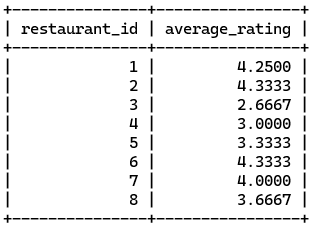 +---------------+----------------+
| restaurant_id | average_rating |
+---------------+----------------+
|             1 |         4.2500 |
|             2 |         4.3333 |
|             3 |         2.6667 |
|             4 |         3.0000 |
|             5 |         3.3333 |
|             6 |         4.3333 |
|             7 |         4.0000 |
|             8 |         3.6667 |
+---------------+----------------+